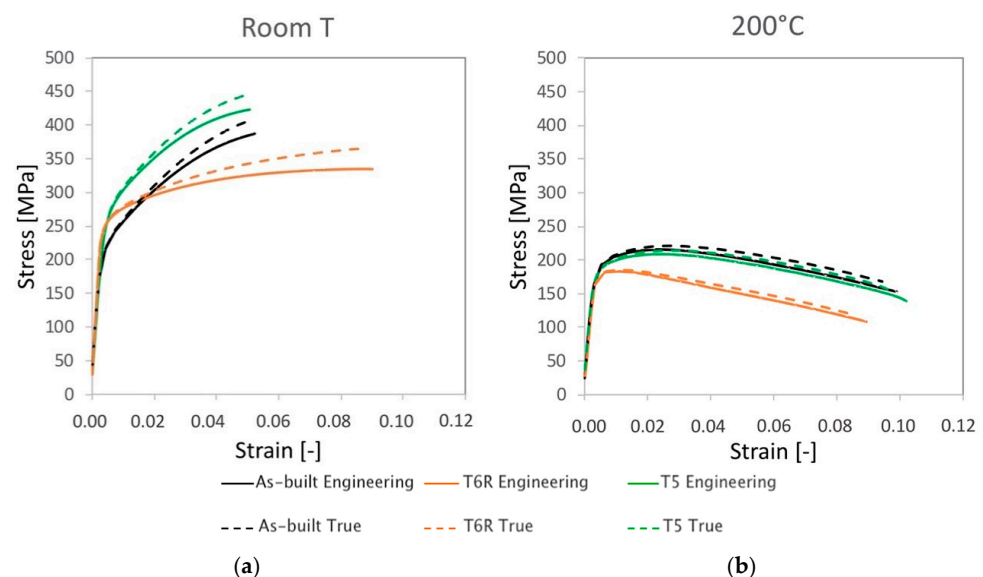 Room T
200°C
500
450
400
350
300
250
200
150
100
50
0
Stress [MPa]
0.00 0.02 0.04 0.06 0.08 0.10 0.12
Strain [-]
500
450
400
350
300
250
200
150
100
50
0
Stress [MPa]
0.00 0.02 0.04 0.06 0.08 0.10 0.12
Strain [-]
As-built Engineering T6R Engineering T5 Engineering
As-built True T6R True T5 True
(a) (b)